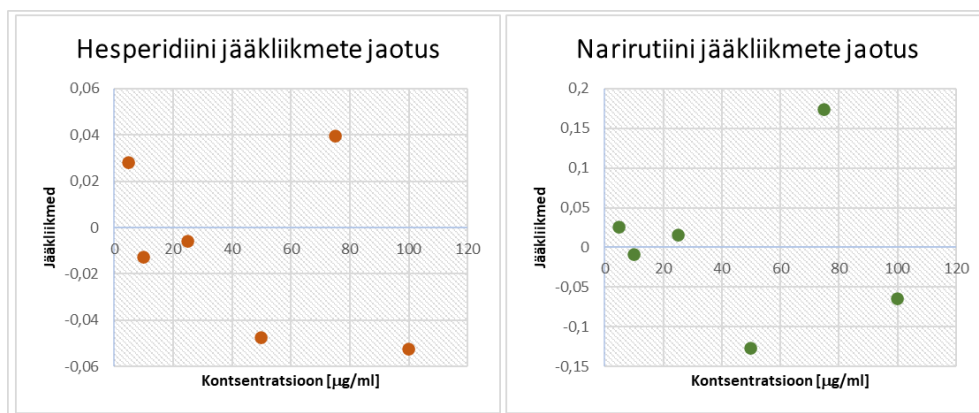 Hesperidiini jääkliikmete jaotus
0,06
0,04
0,02
0
-0,02
-0,04
-0,06
0 20 40 60 80 100 120
Jääkliikmed
Kontsentratsioon [µg/ml]
Narirutiini jääkliikmete jaotus
0,2
0,15
0,1
0,05
0
-0,05
-0,1
-0,15
0 20 40 60 80 100 120
Jääkliikmed
Kontsentratsioon [µg/ml]